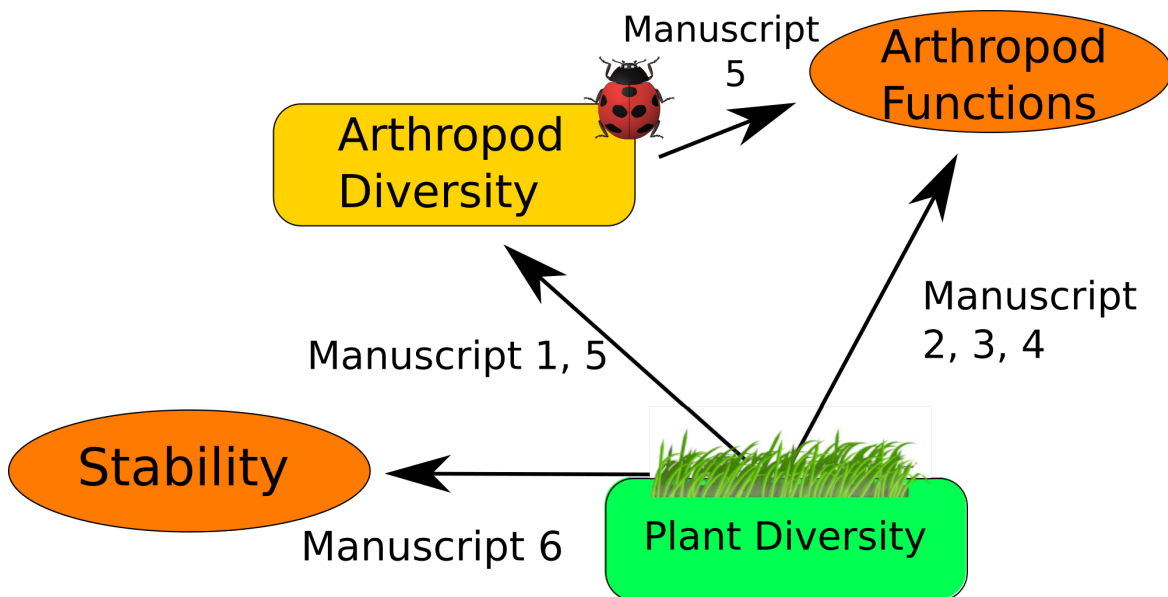 Manuscript
5
Arthropod
Functions
Arthropod
Diversity
Manuscript
2, 3, 4
Manuscript 1, 5
Stability
Manuscript 6
Plant Diversity